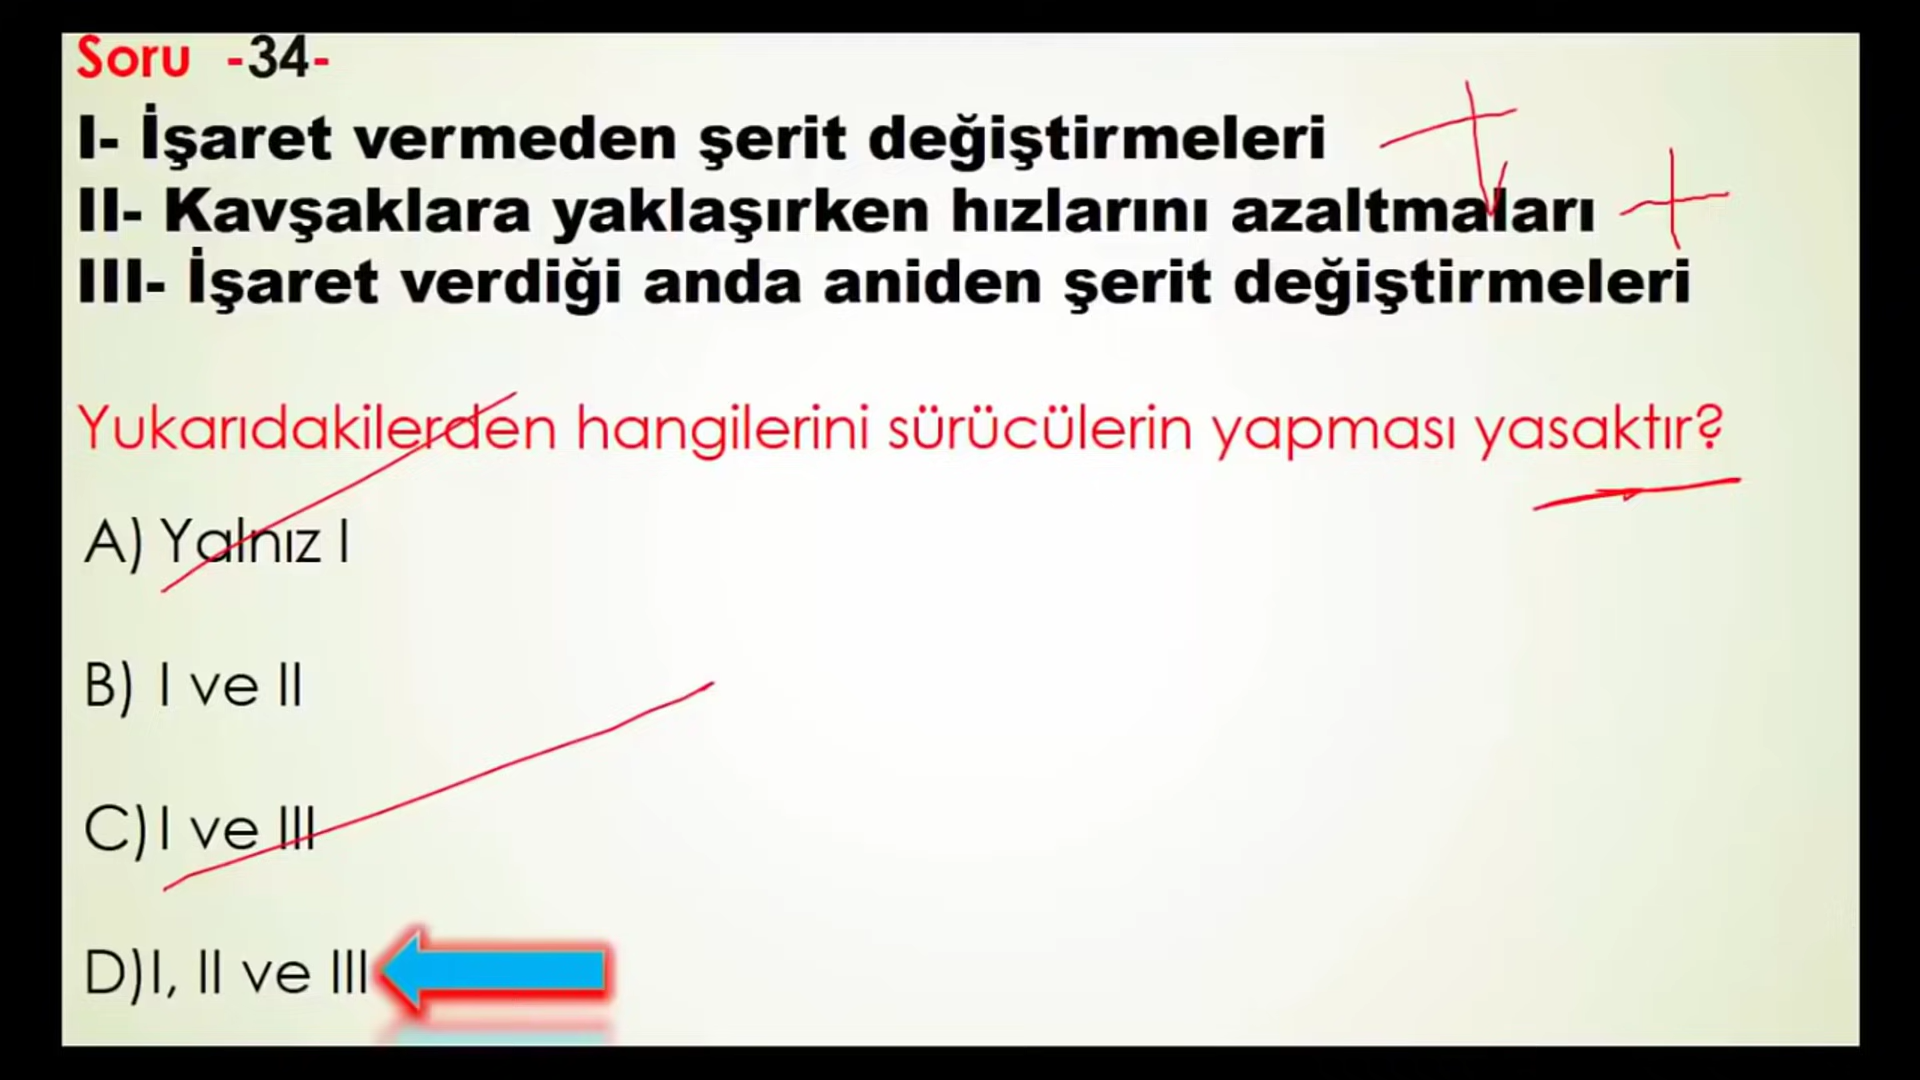 Soru -34-
I- İşaret vermeden şerit değiştirmeleri
II- Kavşaklara yaklaşırken hızlarını azaltmaları
III- İşaret verdiği anda aniden şerit değiştirmeleri
Yukarıdakilerden hangilerini sürücülerin yapması yasaktır?
A) Yalnız I
B) I ve II
C) I ve III
D) I, II ve III